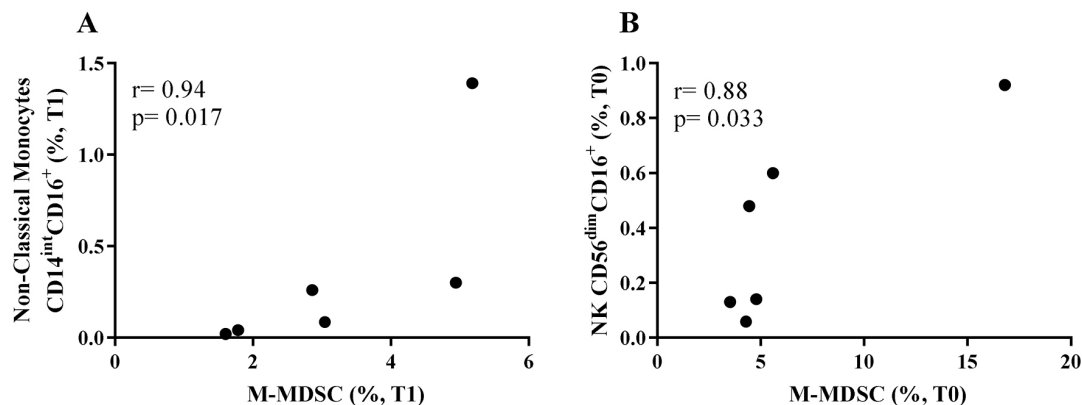 A
Non-Classical Monocytes
CD14intCD16+ (%, T1)
1.5
1.0
0.5
0.0
r= 0.94
p= 0.017
0
2
4
6
M-MDSC (%, T1)
B
NK CD56dimCD16+ (%, T0)
1.0
0.8
0.6
0.4
0.2
0.0
r= 0.88
p= 0.033
0
5
10
15
20
M-MDSC (%, T0)